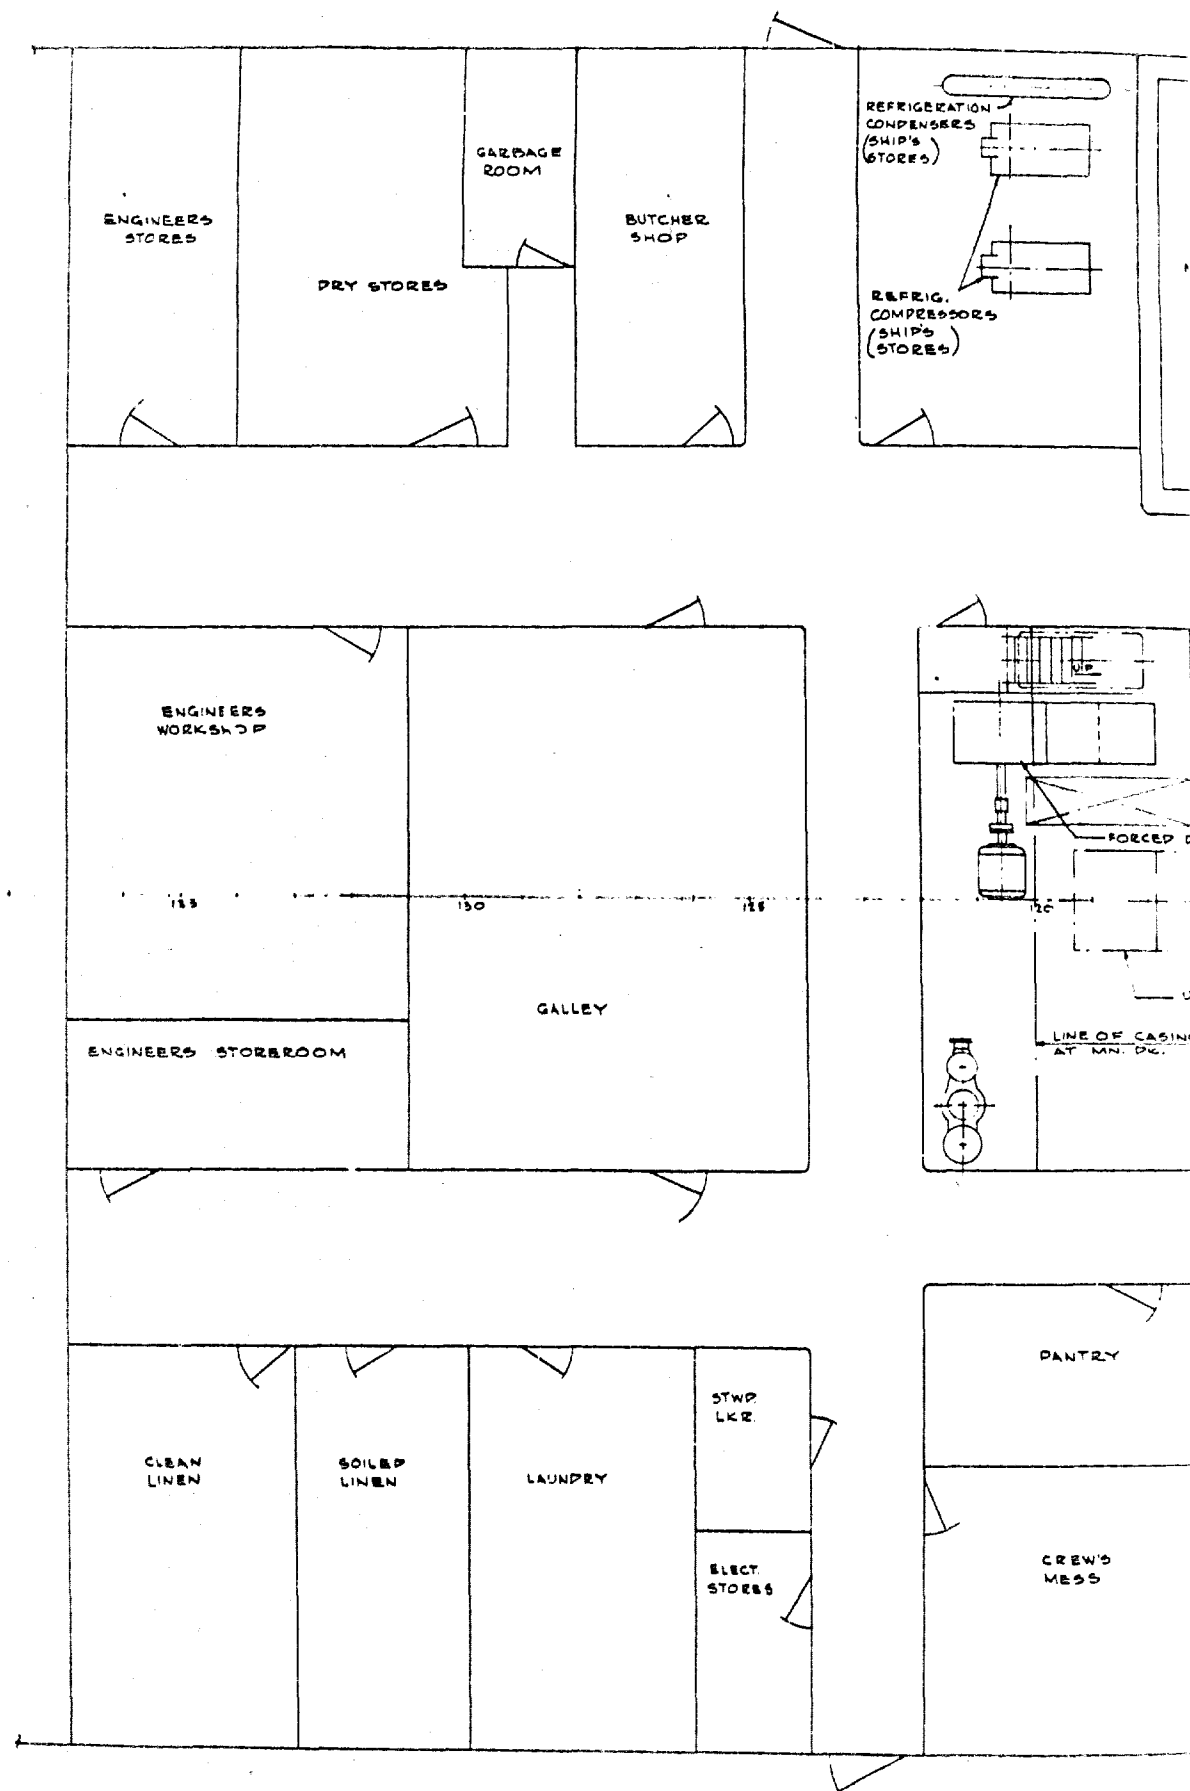 REFRIGERATION
CONDENSERS
(SHIP'S
STORES)
GARBAGE
ROOM
ENGINEERS
STORES
BUTCHER
SHOP
DRY STORES
REFRIG.
COMPRESSORS
(SHIP'S
STORES)
UP
ENGINEERS
WORKSHOP
FORCED
130
GALLEY
LINE OF CASING
AT MN. DK.
ENGINEERS STOREROOM
PANTRY
STWD.
LKR.
CLEAN
LINEN
SOILED
LINEN
LAUNDRY
CREW'S
MESS
ELECT.
STORES